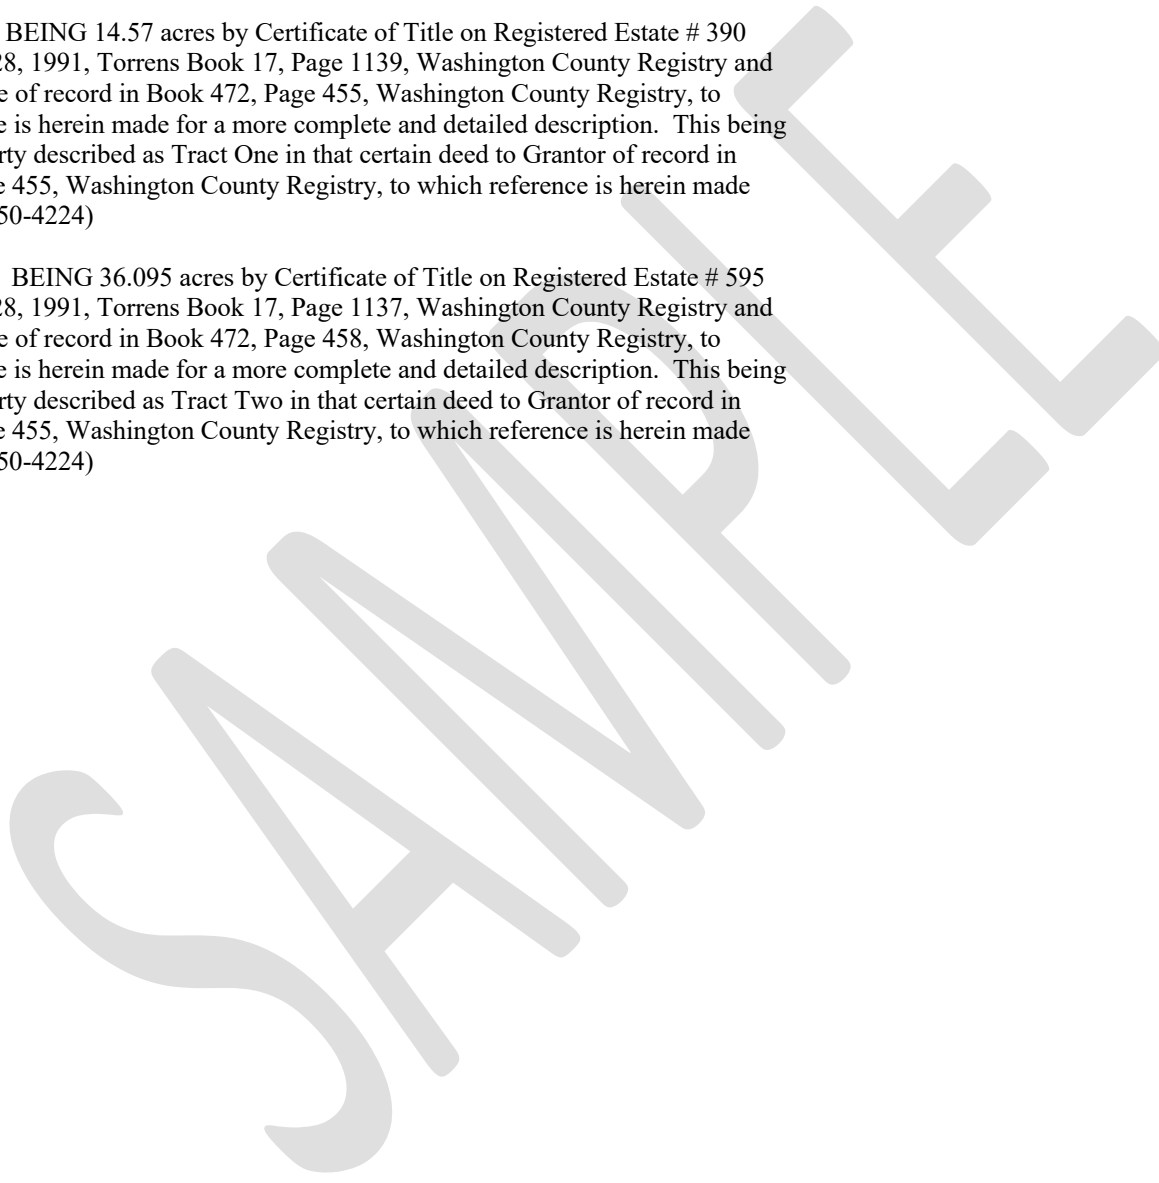 BEING 14.57 acres by Certificate of Title on Registered Estate # 390
28, 1991, Torrens Book 17, Page 1139, Washington County Registry and
e of record in Book 472, Page 455, Washington County Registry, to
e is herein made for a more complete and detailed description.  This being
rty described as Tract One in that certain deed to Grantor of record in
e 455, Washington County Registry, to which reference is herein made
50-4224)
BEING 36.095 acres by Certificate of Title on Registered Estate # 595
28, 1991, Torrens Book 17, Page 1137, Washington County Registry and
e of record in Book 472, Page 458, Washington County Registry, to
e is herein made for a more complete and detailed description.  This being
rty described as Tract Two in that certain deed to Grantor of record in
e 455, Washington County Registry, to which reference is herein made
50-4224)
SAMPLE